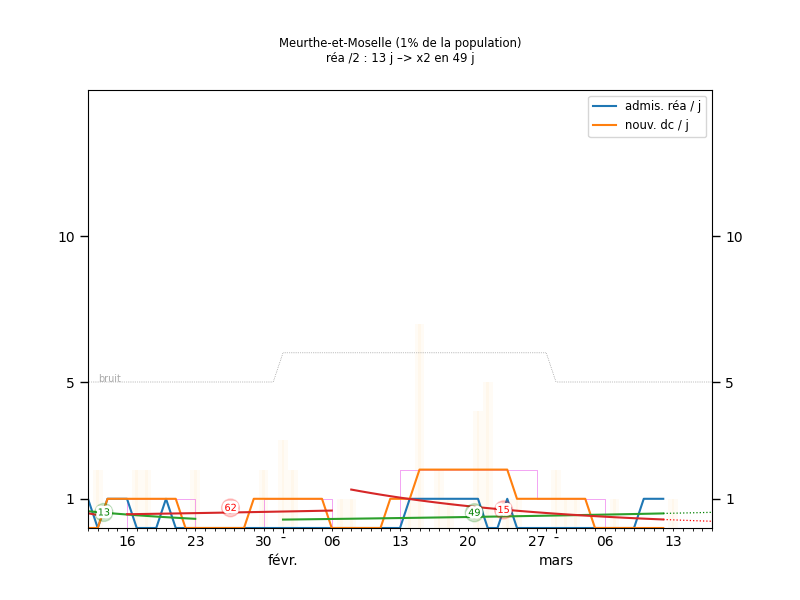 Meurthe-et-Moselle (1% de la population)
réa /2 : 13 j –> x2 en 49 j
admis. réa / j
nouv. dc / j
10 10
5 5
bruit
1 1
13 62 49 15
16 23 30 - 06 13 20 27 - 06 13
févr. mars